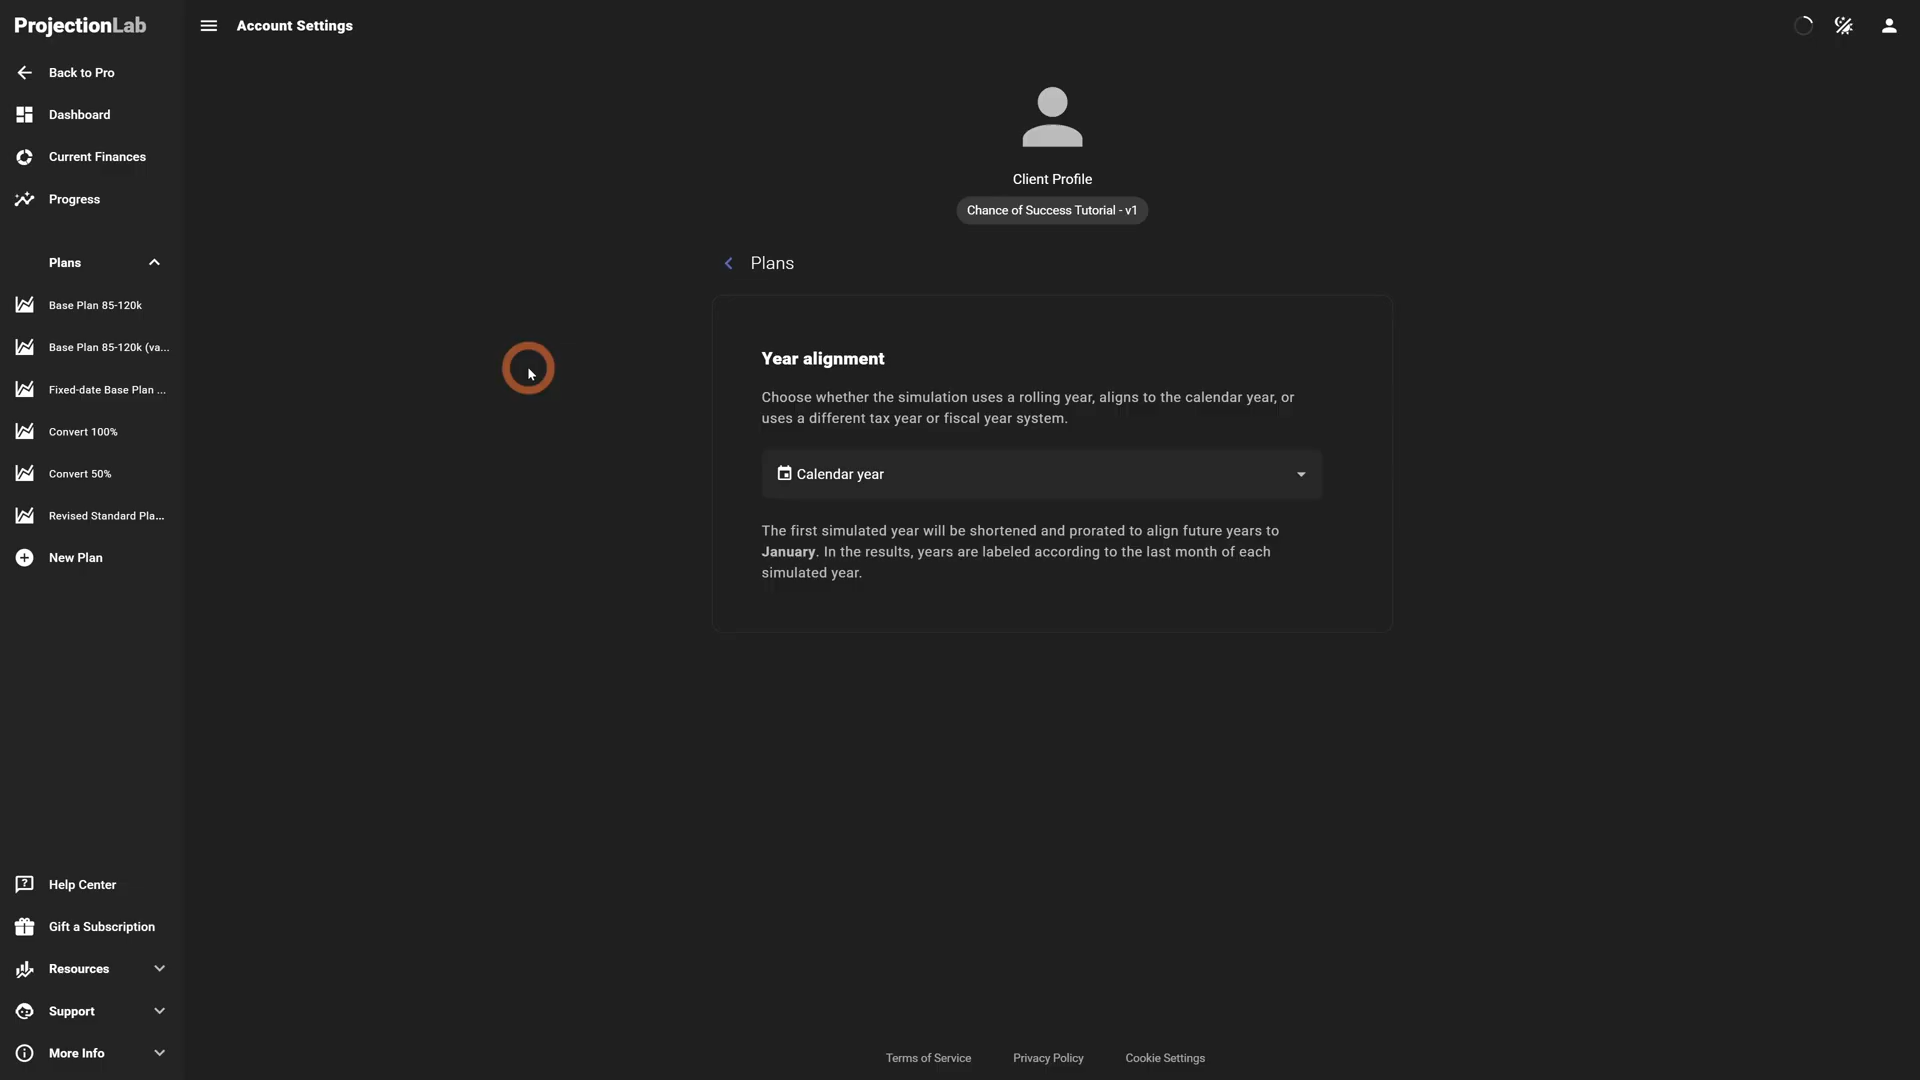 ProjectionLab
Account Settings
Back to Pro
Dashboard
Current Finances
Progress
Plans
Base Plan 85-120k
Base Plan 85-120k (va...
Fixed-date Base Plan ...
Convert 100%
Convert 50%
Revised Standard Pla...
New Plan
Help Center
Gift a Subscription
Resources
Support
More Info
Client Profile
Chance of Success Tutorial - v1
Plans
Year alignment
Choose whether the simulation uses a rolling year, aligns to the calendar year, or
uses a different tax year or fiscal year system.
Calendar year
The first simulated year will be shortened and prorated to align future years to
January. In the results, years are labeled according to the last month of each
simulated year.
Terms of Service
Privacy Policy
Cookie Settings